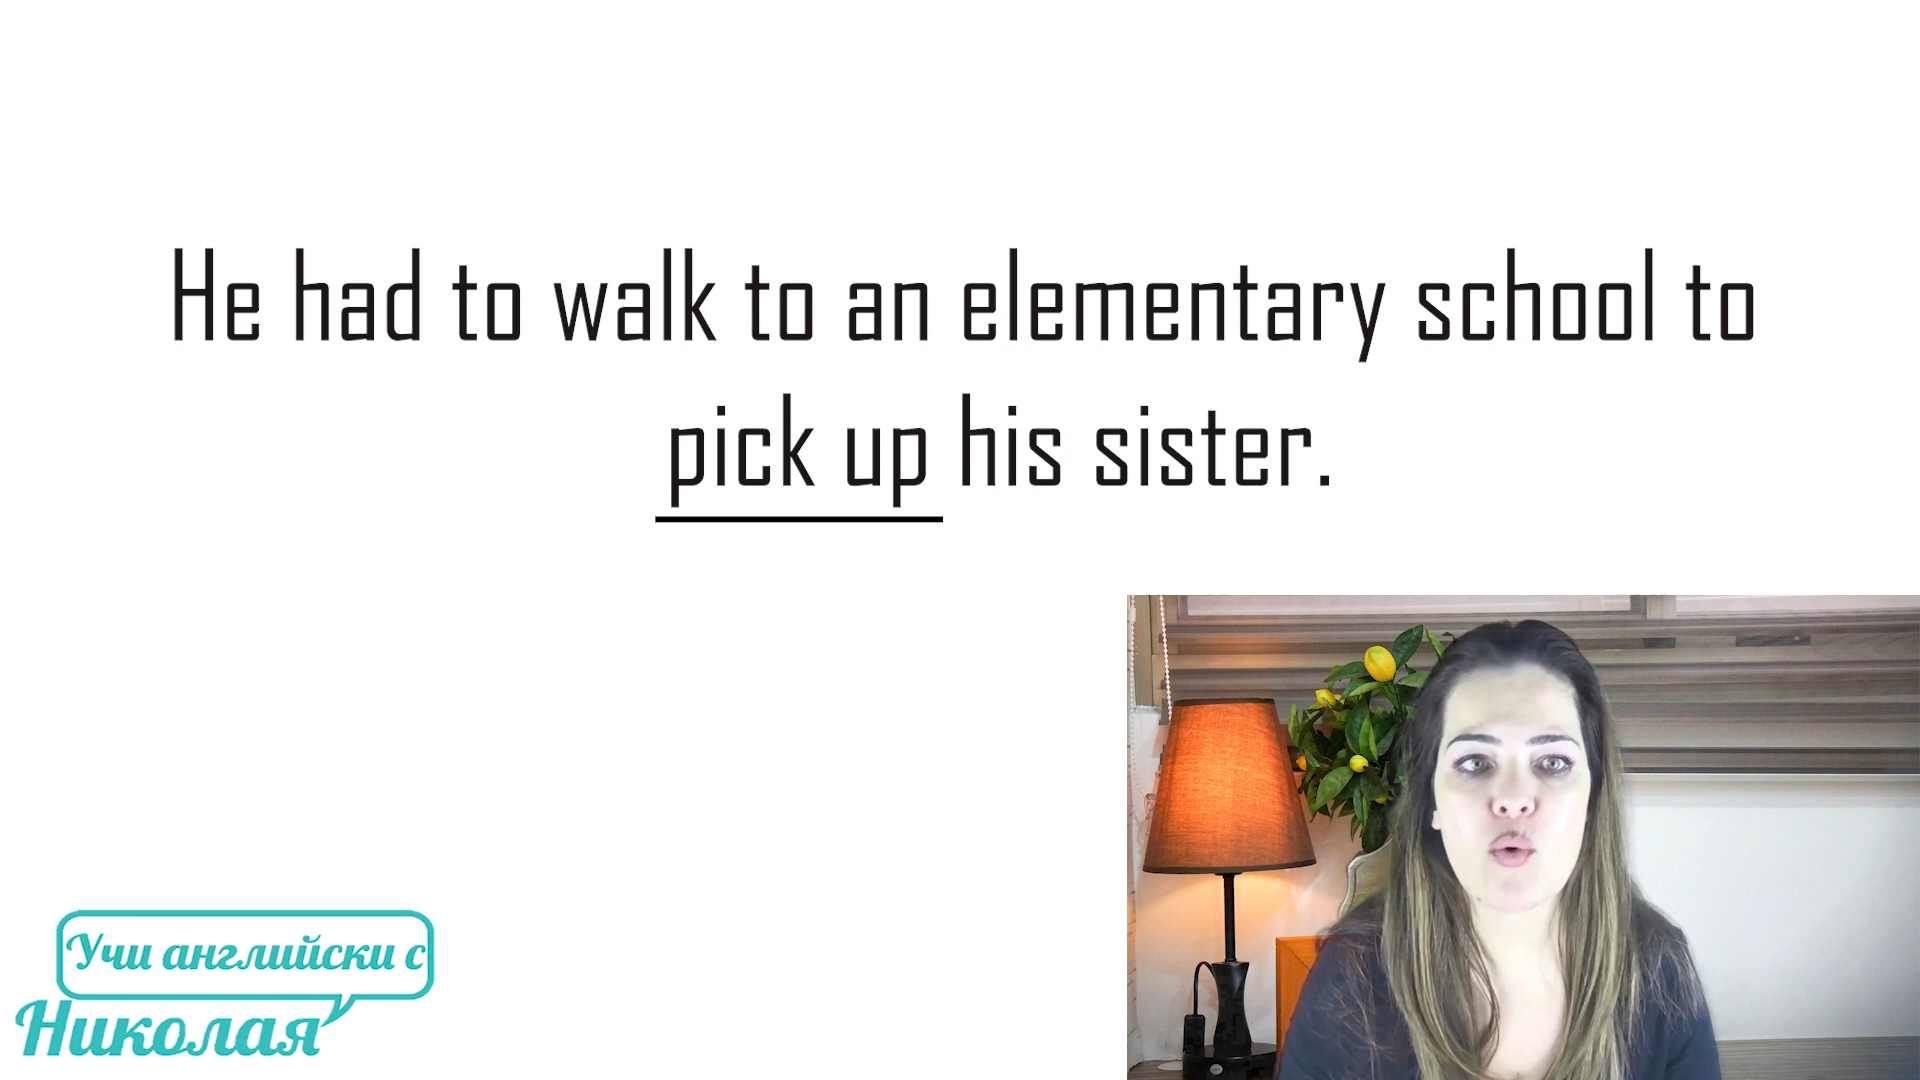 He had to walk to an elementary school to
pick up his sister.
Учи английски с
Николая